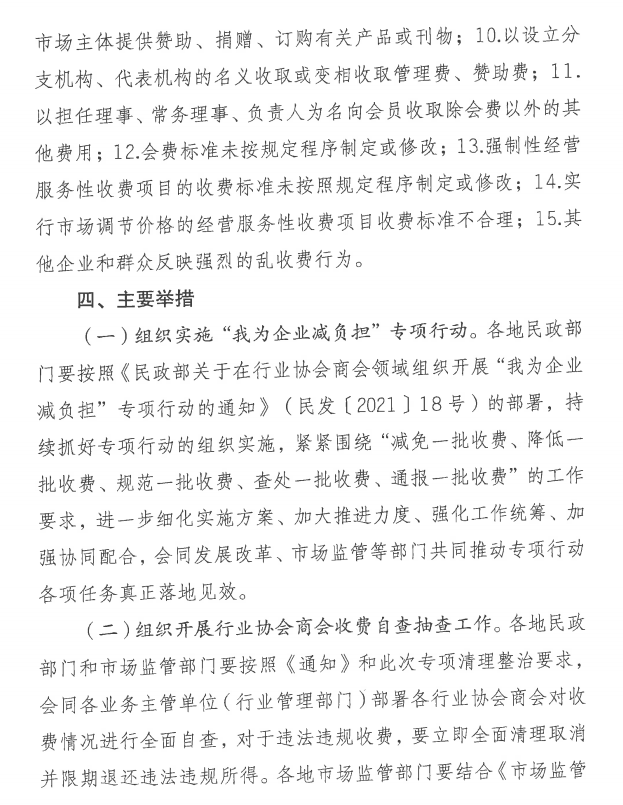 市场主体提供赞助、捐赠、订购有关产品或刊物；10.以设立分
支机构、代表机构的名义收取或变相收取管理费、赞助费；11.
以担任理事、常务理事、负责人为名向会员收取除会费以外的其
他费用；12.会费标准未按规定程序制定或修改；13.强制性经营
服务性收费项目的收费标准未按照规定程序制定或修改；14.实
行市场调节价格的经营服务性收费项目收费标准不合理；15.其
他企业和群众反映强烈的乱收费行为。
四、主要举措
（一）组织实施“我为企业减负担”专项行动。各地民政部
门要按照《民政部关于在行业协会商会领域组织开展“我为企业
减负担”专项行动的通知》（民发〔2021〕18号）的部署，持
续抓好专项行动的组织实施，紧紧围绕“减免一批收费、降低一
批收费、规范一批收费、查处一批收费、通报一批收费”的工作
要求，进一步细化实施方案、加大推进力度、强化工作统筹、加
强协同配合，会同发展改革、市场监管等部门共同推动专项行动
各项任务真正落地见效。
（二）组织开展行业协会商会收费自查抽查工作。各地民政
部门和市场监管部门要按照《通知》和此次专项清理整治要求，
会同各业务主管单位（行业管理部门）部署各行业协会商会对收
费情况进行全面自查，对于违法违规收费，要立即全面清理取消
并限期退还违法违规所得。各地市场监管部门要结合《市场监管